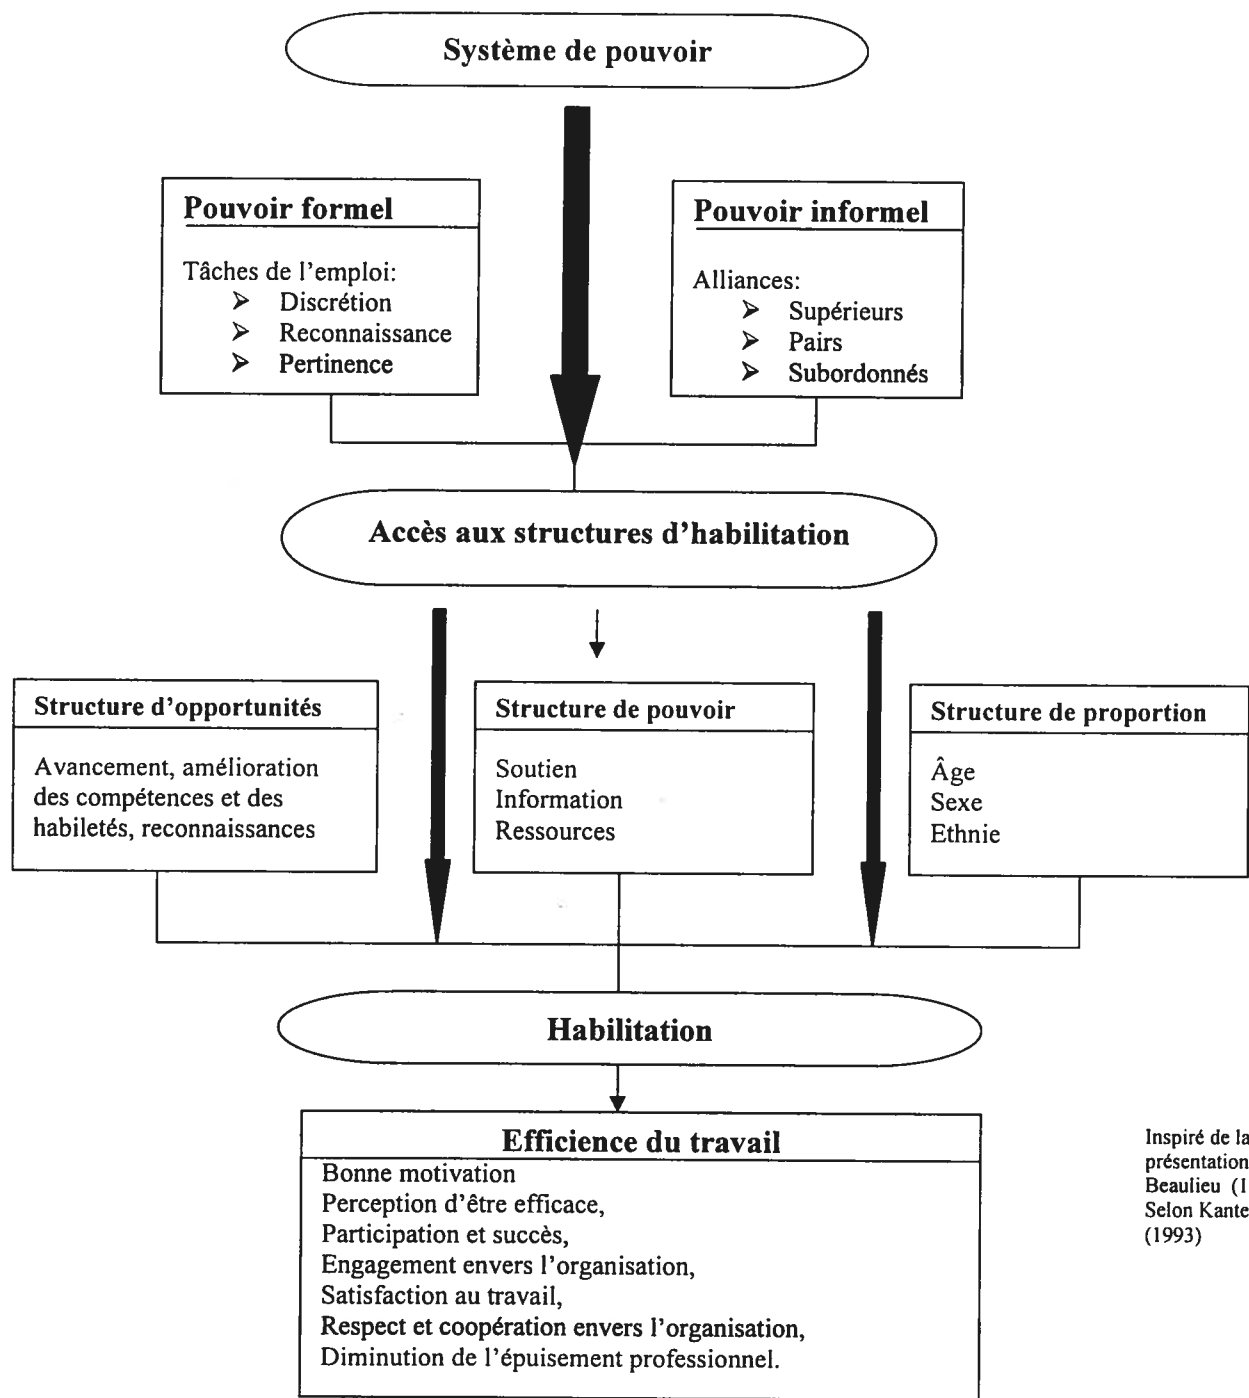 Système de pouvoir
Pouvoir formel
Tâches de l'emploi:
➢ Discrétion
➢ Reconnaissance
➢ Pertinence
Pouvoir informel
Alliances:
➢ Supérieurs
➢ Pairs
➢ Subordonnés
Accès aux structures d'habilitation
Structure d'opportunités
Avancement, amélioration
des compétences et des
habiletés, reconnaissances
Structure de pouvoir
Soutien
Information
Ressources
Structure de proportion
Âge
Sexe
Ethnie
Habilitation
Efficience du travail
Bonne motivation
Perception d'être efficace,
Participation et succès,
Engagement envers l'organisation,
Satisfaction au travail,
Respect et coopération envers l'organisation,
Diminution de l'épuisement professionnel.
Inspiré de la
présentation
Beaulieu (1
Selon Kante
(1993)